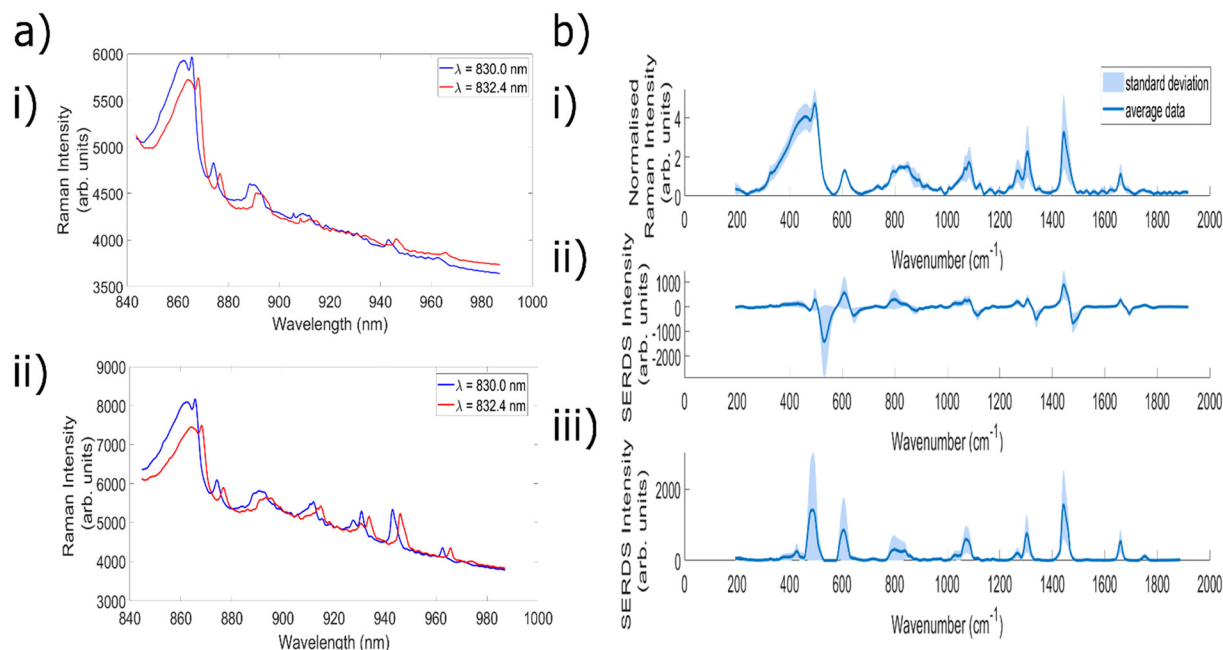 a)
i)
Raman Intensity
(arb. units)
6000
5500
5000
4500
4000
3500
840
860
880
900
920
940
960
980
1000
Wavelength (nm)
λ = 830.0 nm
λ = 832.4 nm
ii)
Raman Intensity
(arb. units)
9000
8000
7000
6000
5000
4000
3000
840
860
880
900
920
940
960
980
1000
Wavelength (nm)
λ = 830.0 nm
λ = 832.4 nm
b)
i)
Normalised
Raman Intensity
(arb. units)
4
2
0
0
200
400
600
800
1000
1200
1400
1600
1800
2000
Wavenumber (cm-1)
standard deviation
average data
ii)
SERDS Intensity
(arb. units)
1000
0
-1000
-2000
0
200
400
600
800
1000
1200
1400
1600
1800
2000
Wavenumber (cm-1)
iii)
SERDS Intensity
(arb. units)
2000
0
0
200
400
600
800
1000
1200
1400
1600
1800
2000
Wavenumber (cm-1)